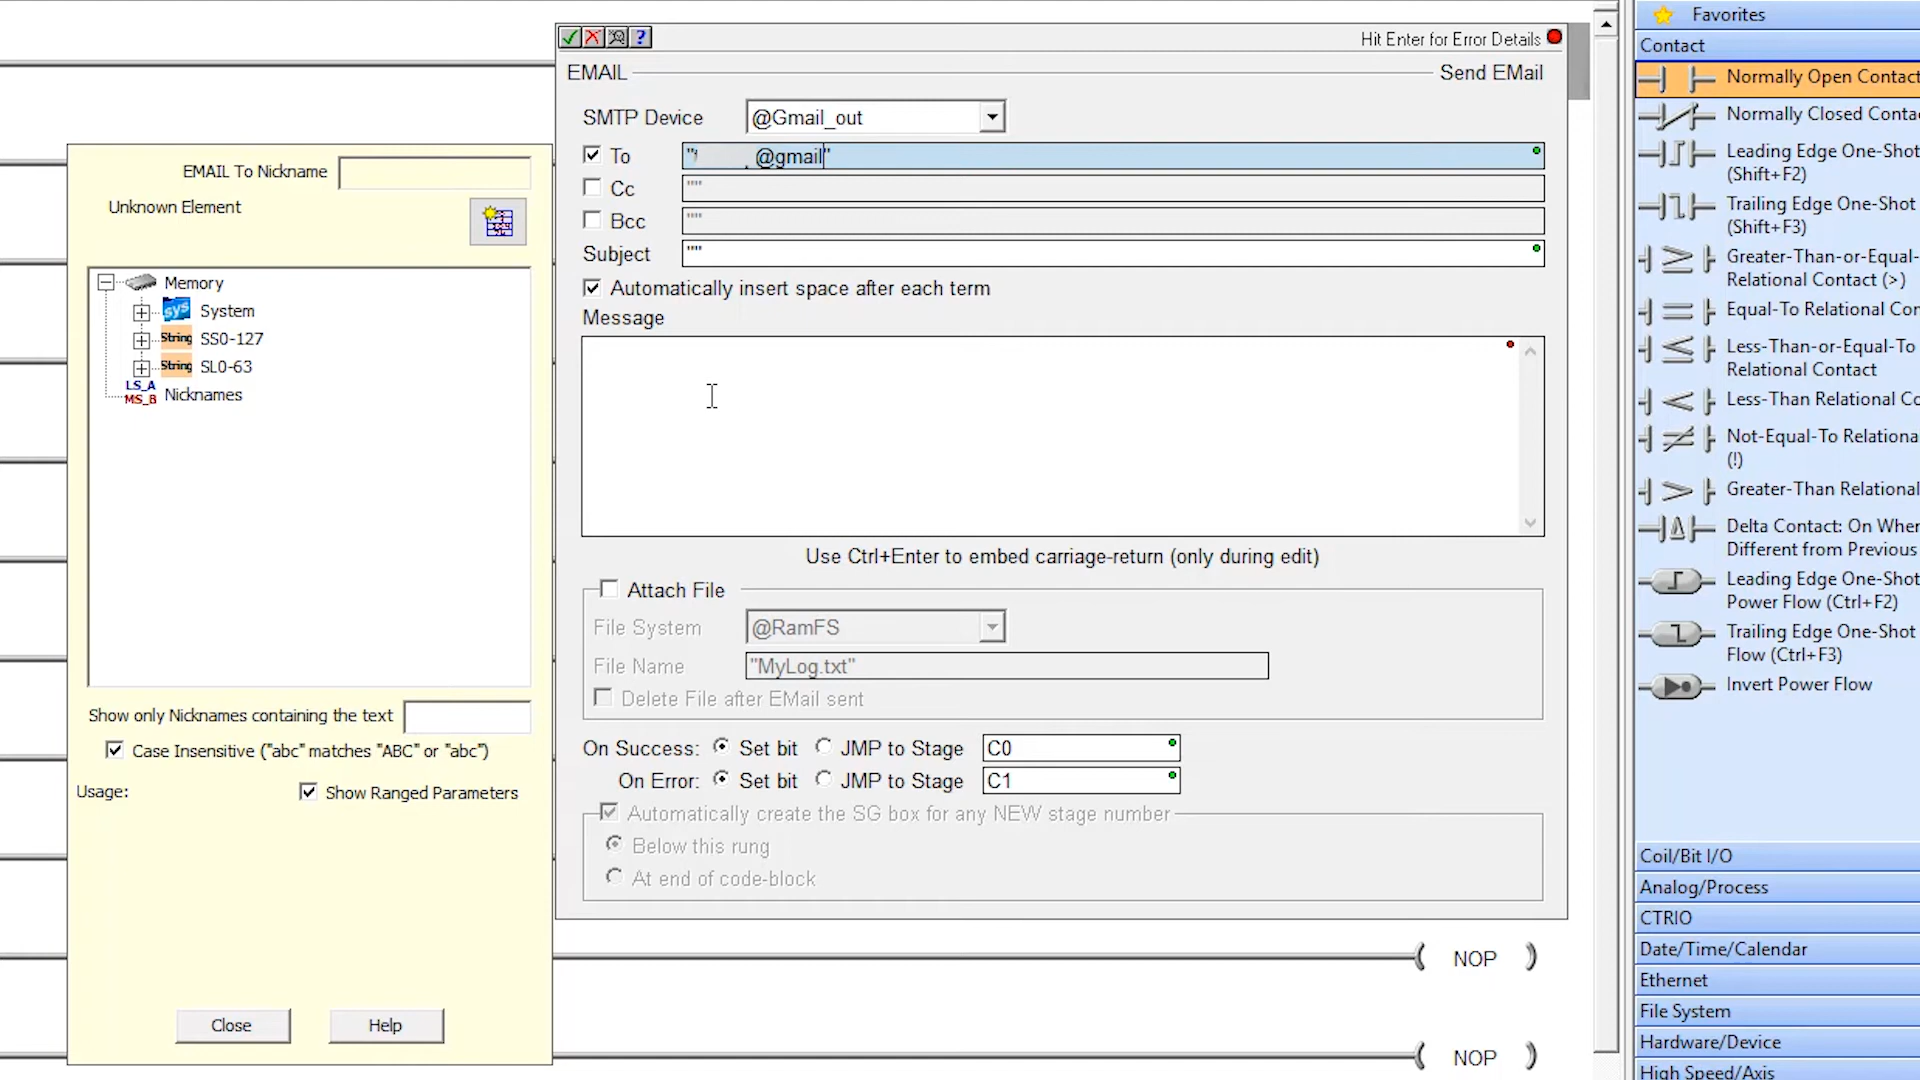 Hit Enter for Error Details
EMAIL
Send EMail
SMTP Device
@Gmail_out
To
@gmail"
Cc
""
Bcc
""
Subject
""
Automatically insert space after each term
Message
Use Ctrl+Enter to embed carriage-return (only during edit)
Attach File
File System
@RamFS
File Name
"MyLog.txt"
Delete File after EMail sent
On Success:
Set bit
JMP to Stage
C0
On Error:
Set bit
JMP to Stage
C1
Automatically create the SG box for any NEW stage number
Below this rung
At end of code-block
NOP
NOP
EMAIL To Nickname
Unknown Element
Memory
sys
System
String
SS0-127
String
SL0-63
LS_A
MS_B
Nicknames
Show only Nicknames containing the text
Case Insensitive ("abc" matches "ABC" or "abc")
Usage:
Show Ranged Parameters
Close
Help
Favorites
Contact
Normally Open Contact
Normally Closed Contac
Leading Edge One-Shot
(Shift+F2)
Trailing Edge One-Shot
(Shift+F3)
Greater-Than-or-Equal-
Relational Contact (>)
Equal-To Relational Con
Less-Than-or-Equal-To
Relational Contact
Less-Than Relational Co
Not-Equal-To Relationa
(!)
Greater-Than Relational
Delta Contact: On When
Different from Previous
Leading Edge One-Shot
Power Flow (Ctrl+F2)
Trailing Edge One-Shot
Flow (Ctrl+F3)
Invert Power Flow
Coil/Bit I/O
Analog/Process
CTRIO
Date/Time/Calendar
Ethernet
File System
Hardware/Device
High Speed/Axis